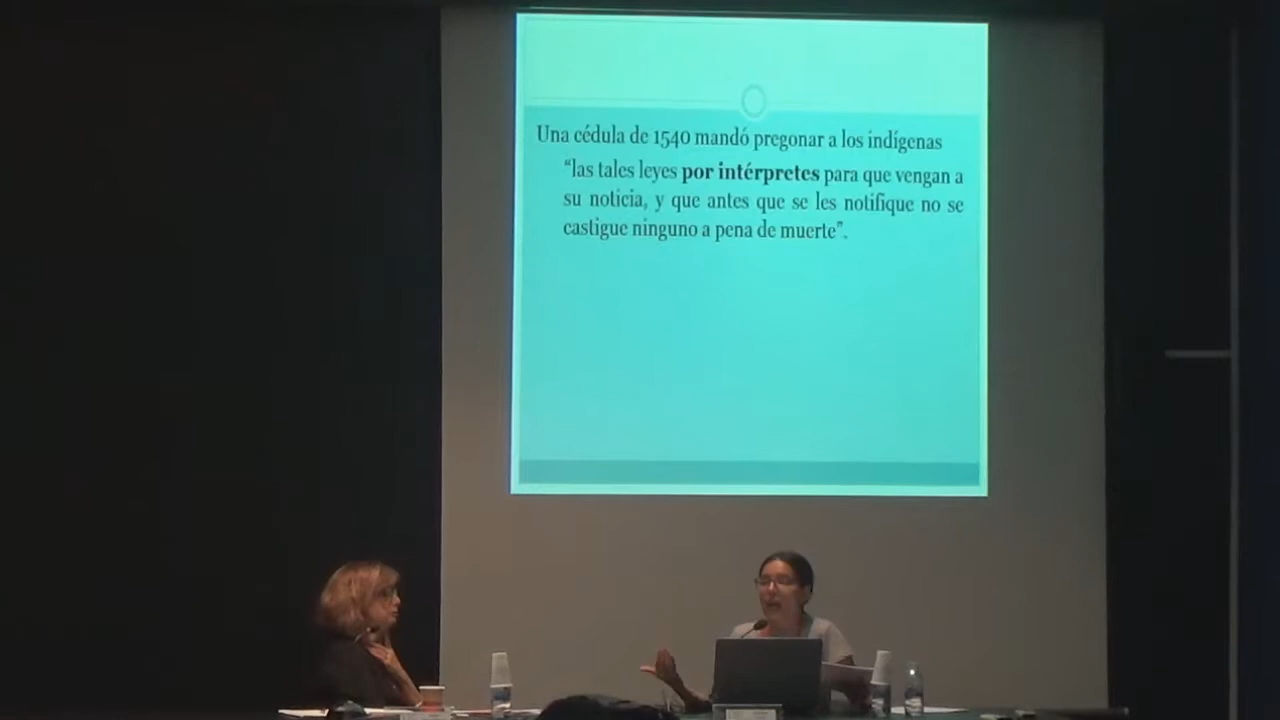 Una cédula de 1540 mandó pregonar a los indígenas
“las tales leyes por intérpretes para que vengan a
su noticia, y que antes que se les notifique no se
castigue ninguno a pena de muerte”.